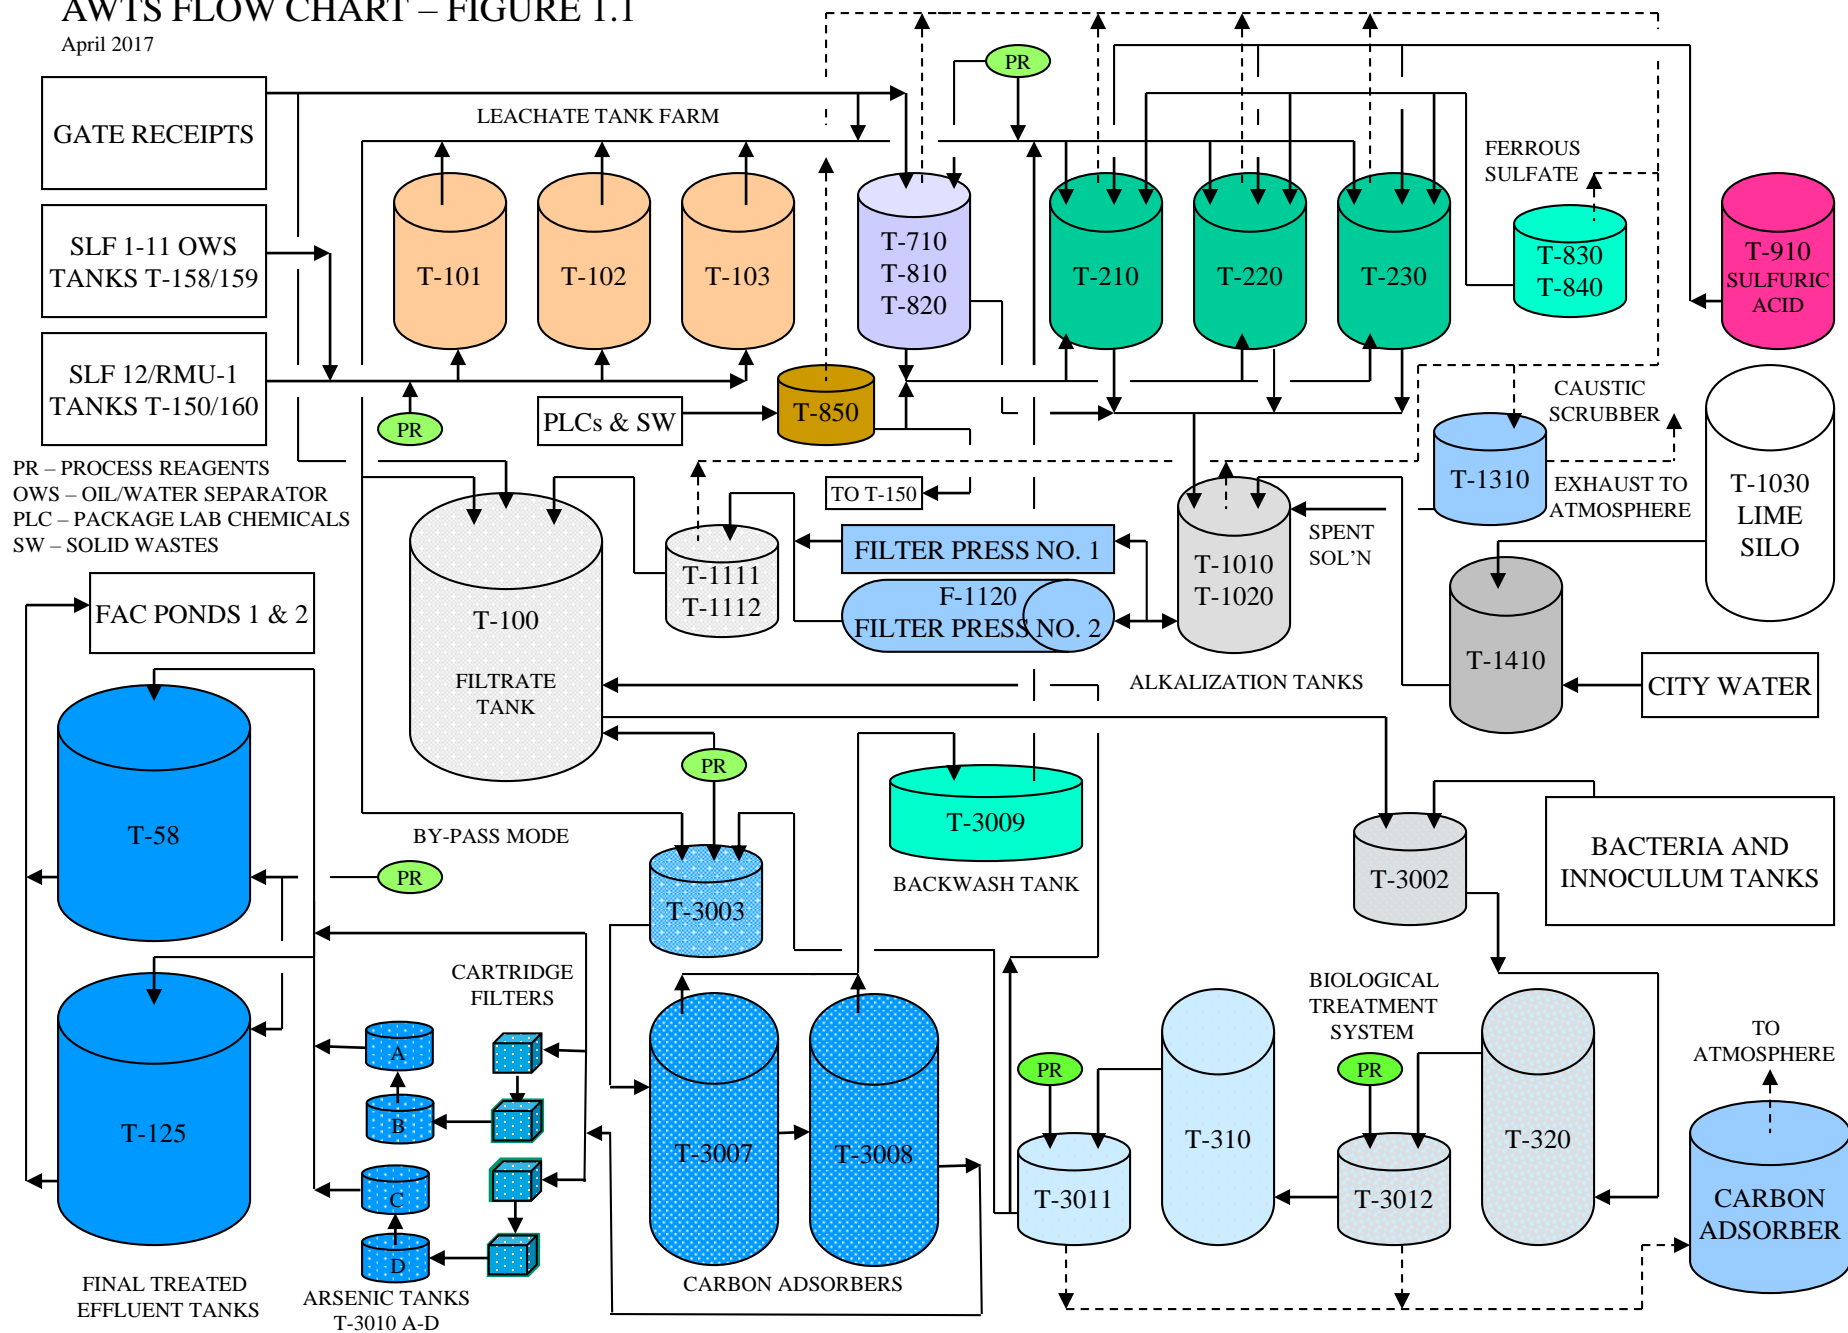 AWTS FLOW CHART – FIGURE 1.1
April 2017
PR
GATE RECEIPTS
LEACHATE TANK FARM
FERROUS
SULFATE
SLF 1-11 OWS
TANKS T-158/159
T-101
T-102
T-103
T-710
T-810
T-820
T-210
T-220
T-230
T-830
T-840
T-910
SULFURIC
ACID
SLF 12/RMU-1
TANKS T-150/160
PR
PLCs & SW
T-850
CAUSTIC
SCRUBBER
PR – PROCESS REAGENTS
OWS – OIL/WATER SEPARATOR
PLC – PACKAGE LAB CHEMICALS
SW – SOLID WASTES
TO T-150
T-1310
EXHAUST TO
ATMOSPHERE
T-1030
LIME
SILO
SPENT
SOL'N
FILTER PRESS NO. 1
T-1111
T-1112
F-1120
FILTER PRESS NO. 2
T-1010
T-1020
FAC PONDS 1 & 2
T-100
FILTRATE
TANK
ALKALIZATION TANKS
T-1410
CITY WATER
PR
T-58
BY-PASS MODE
T-3009
BACKWASH TANK
PR
T-3003
T-3002
BACTERIA AND
INNOCULUM TANKS
CARTRIDGE
FILTERS
BIOLOGICAL
TREATMENT
SYSTEM
TO
ATMOSPHERE
A
B
C
D
PR
PR
T-125
T-3007
T-3008
T-3011
T-310
T-3012
T-320
CARBON
ADSORBER
FINAL TREATED
EFFLUENT TANKS
ARSENIC TANKS
T-3010 A-D
CARBON ADSORBERS